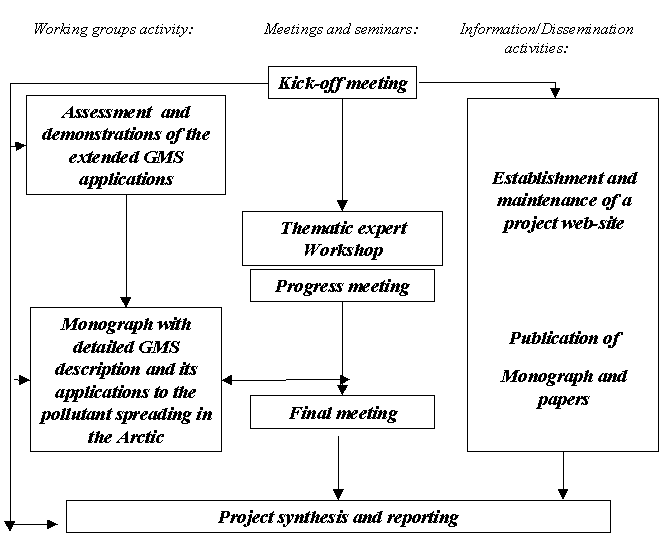 Working groups activity:
Meetings and seminars:
Information/Dissemination
activities:
Kick-off meeting
Assessment and
demonstrations of the
extended GMS
applications
Establishment and
maintenance of a
project web-site
Thematic expert
Workshop
Progress meeting
Monograph with
detailed GMS
description and its
applications to the
pollutant spreading in
the Arctic
Publication of
Monograph and
papers
Final meeting
Project synthesis and reporting